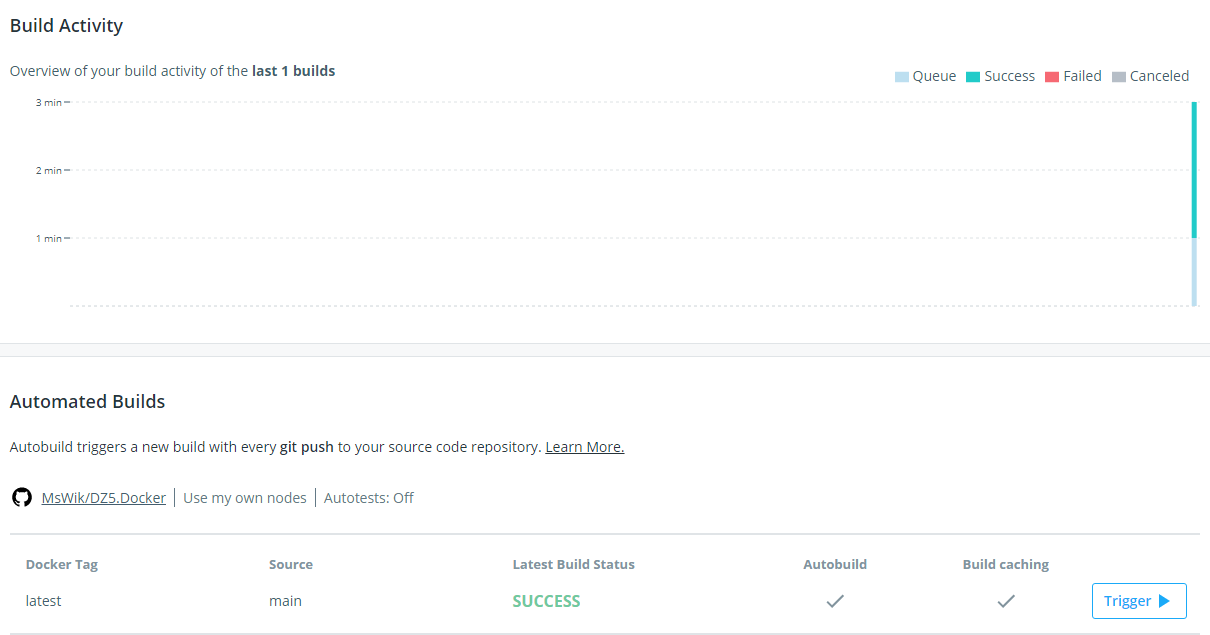 Build Activity
Overview of your build activity of the last 1 builds
Queue Success Failed Canceled
3 min
2 min
1 min
Automated Builds
Autobuild triggers a new build with every git push to your source code repository. Learn More.
MsWik/DZ5.Docker | Use my own nodes | Autotests: Off
Docker Tag Source Latest Build Status Autobuild Build caching
latest main SUCCESS Trigger